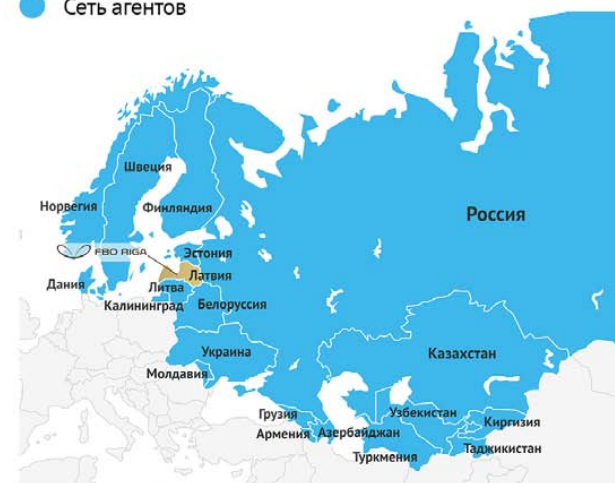 Сеть агентов
Швеция
Норвегия
Финляндия
Россия
FBO RIGA
Эстония
Дания
Латвия
Литва
Калининград
Белоруссия
Украина
Казахстан
Молдавия
Грузия
Узбекистан
Киргизия
Армения
Азербайджан
Таджикистан
Туркмения